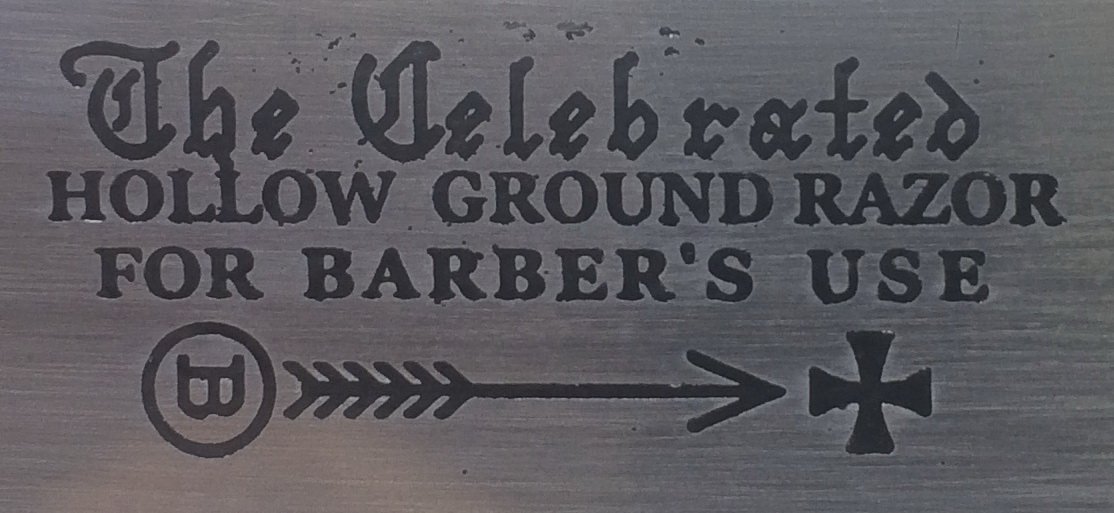 The Celebrated
HOLLOW GROUND RAZOR
FOR BARBER'S USE
B